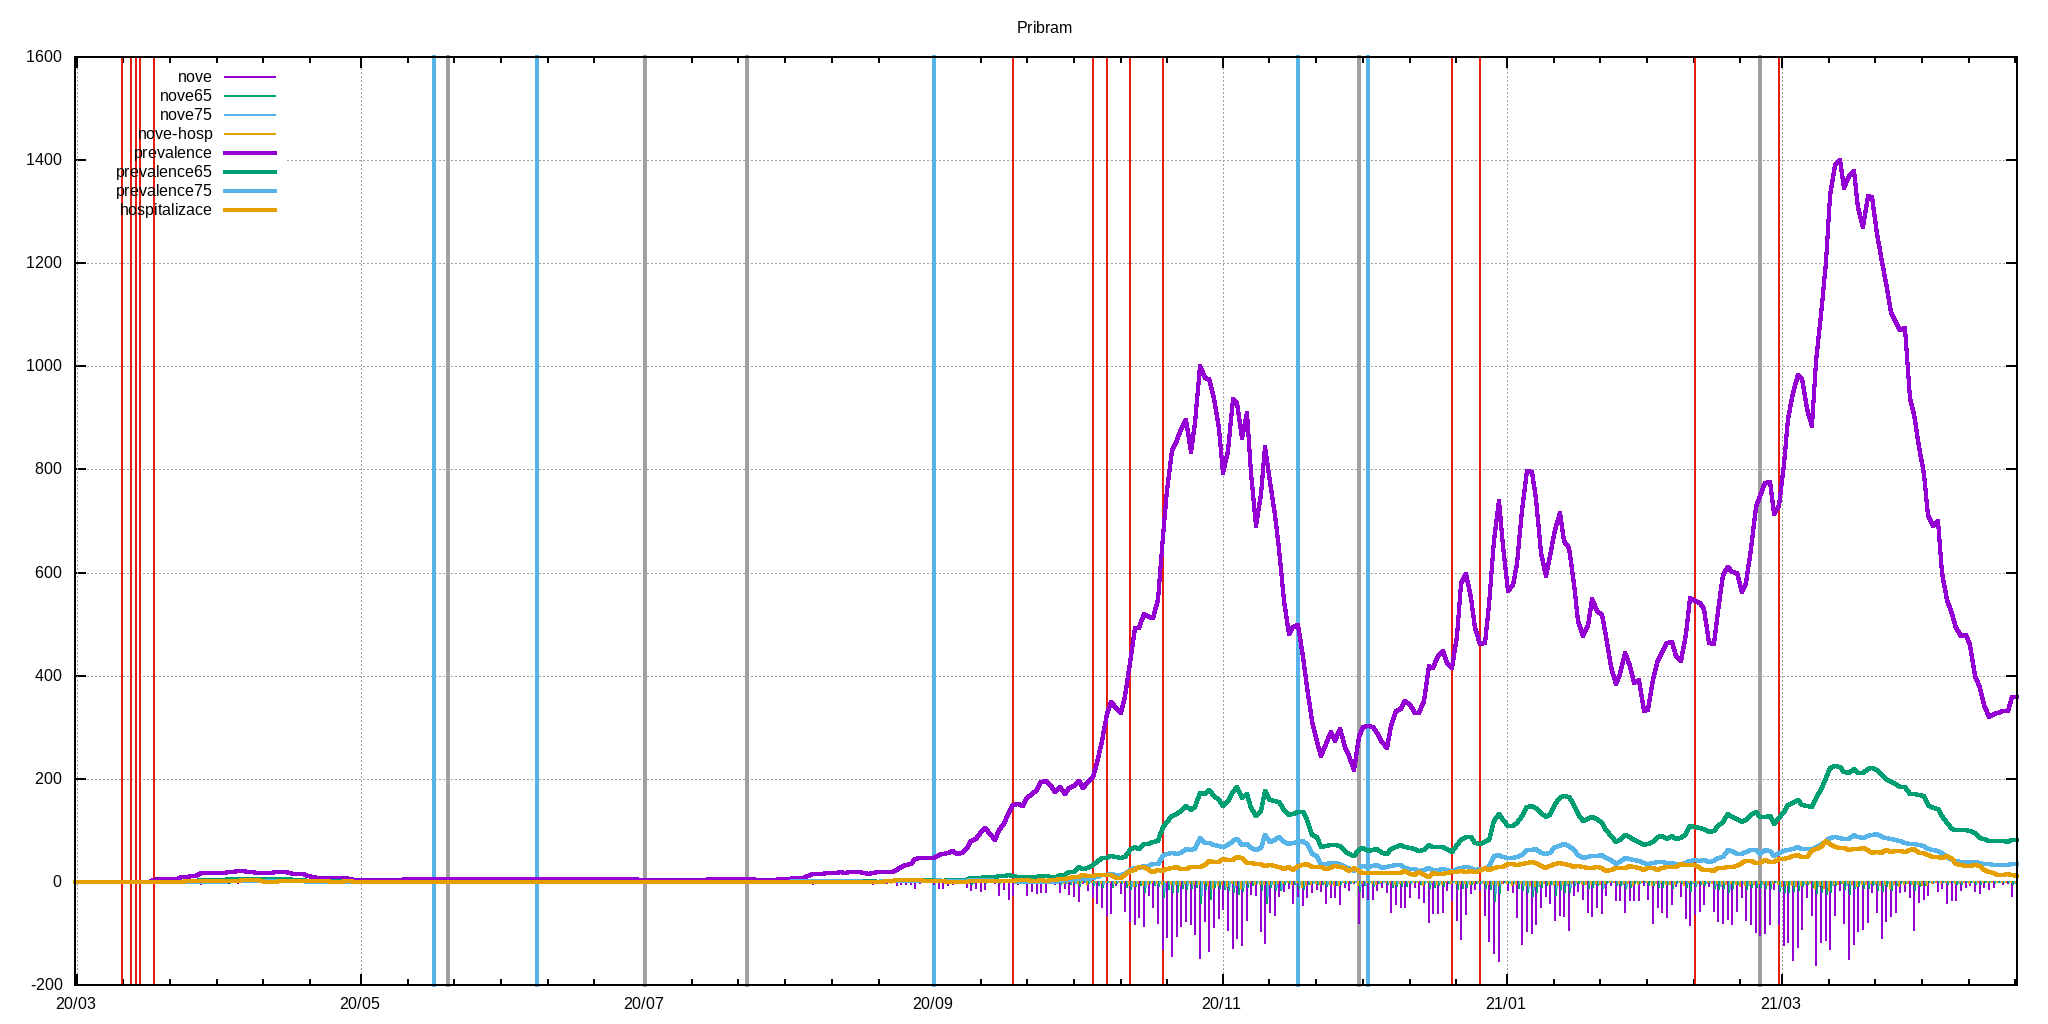 Pribram
nove
nove65
nove75
nove-hosp
prevalence
prevalence65
prevalence75
hospitalizace
1600
1400
1200
1000
800
600
400
200
0
-200
20/03 20/05 20/07 20/09 20/11 21/01 21/03